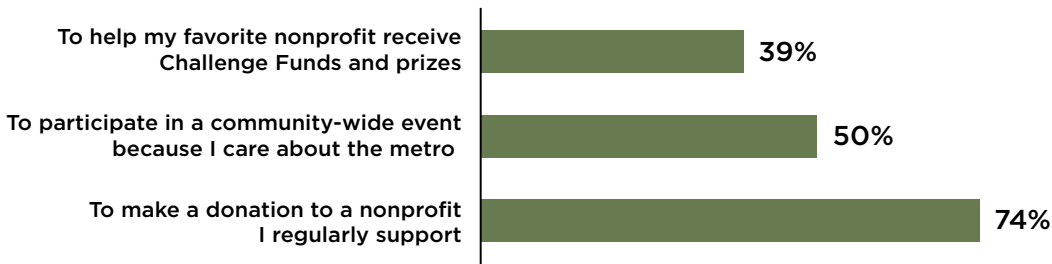 To help my favorite nonprofit receive
Challenge Funds and prizes
39%
To participate in a community-wide event
because I care about the metro
50%
To make a donation to a nonprofit
I regularly support
74%